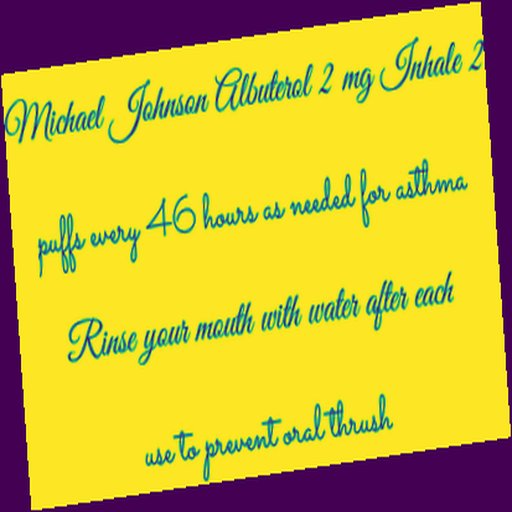 Michael Johnson Albuterol 2 mg Inhale 2
puffs every 46 hours as needed for asthma
Rinse your mouth with water after each
use to prevent oral thrush